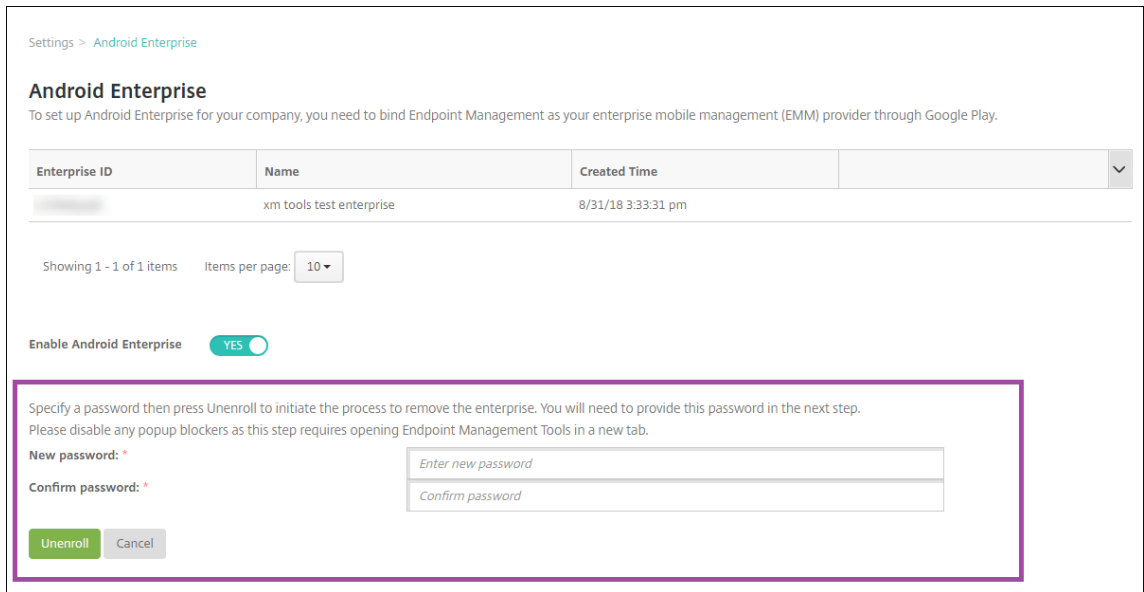 Settings > Android Enterprise
Android Enterprise
To set up Android Enterprise for your company, you need to bind Endpoint Management as your enterprise mobile management (EMM) provider through Google Play.
Enterprise ID Name Created Time
xm tools test enterprise 8/31/18 3:33:31 pm
Showing 1 - 1 of 1 items Items per page: 10
Enable Android Enterprise YES
Specify a password then press Unenroll to initiate the process to remove the enterprise. You will need to provide this password in the next step.
Please disable any popup blockers as this step requires opening Endpoint Management Tools in a new tab.
New password: * Enter new password
Confirm password: * Confirm password
Unenroll Cancel